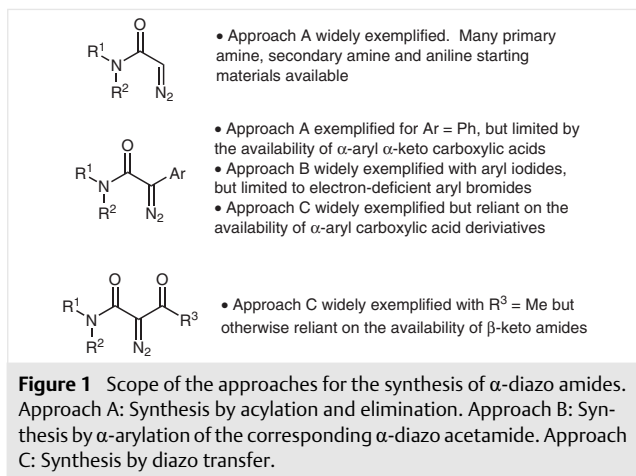 O
R¹
N
R²
N₂
• Approach A widely exemplified. Many primary
amine, secondary amine and aniline starting
materials available
O
R¹
N
Ar
R²
N₂
• Approach A exemplified for Ar = Ph, but limited by
the availability of α-aryl α-keto carboxylic acids
• Approach B widely exemplified with aryl iodides,
but limited to electron-deficient aryl bromides
• Approach C widely exemplified but reliant on the
availability of α-aryl carboxylic acid deriviatives
O O
R¹
N
R³
R²
N₂
• Approach C widely exemplified with R³ = Me but
otherwise reliant on the availability of β-keto amides
Figure 1 Scope of the approaches for the synthesis of α-diazo amides.
Approach A: Synthesis by acylation and elimination. Approach B: Syn-
thesis by α-arylation of the corresponding α-diazo acetamide. Approach
C: Synthesis by diazo transfer.